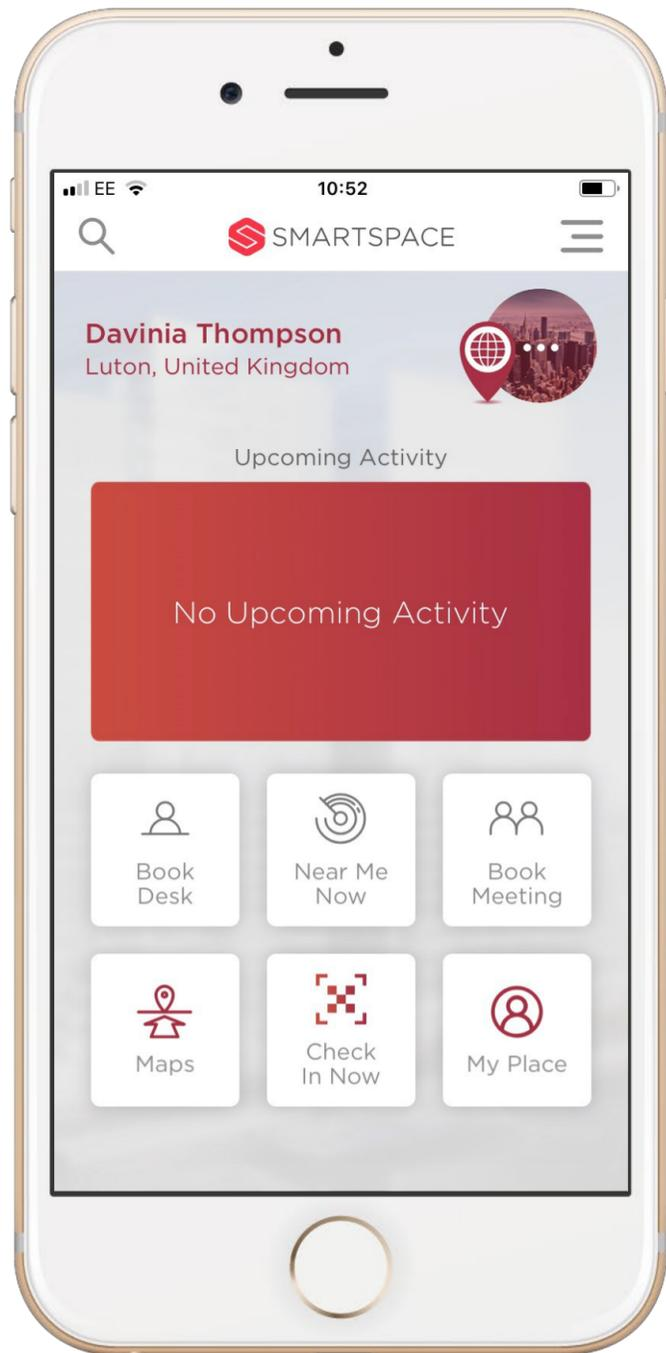 EE
10:52
SMARTSPACE
Davinia Thompson
Luton, United Kingdom
Upcoming Activity
No Upcoming Activity
Book
Desk
Near Me
Now
Book
Meeting
Maps
Check
In Now
My Place